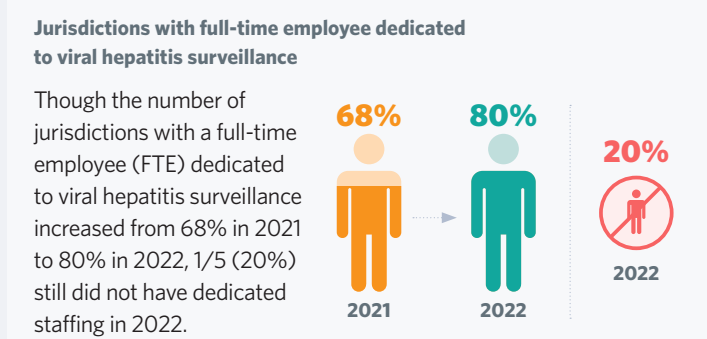 Jurisdictions with full-time employee dedicated
to viral hepatitis surveillance
Though the number of
jurisdictions with a full-time
employee (FTE) dedicated
to viral hepatitis surveillance
increased from 68% in 2021
to 80% in 2022, 1/5 (20%)
still did not have dedicated
staffing in 2022.
68%
2021
80%
2022
20%
2022